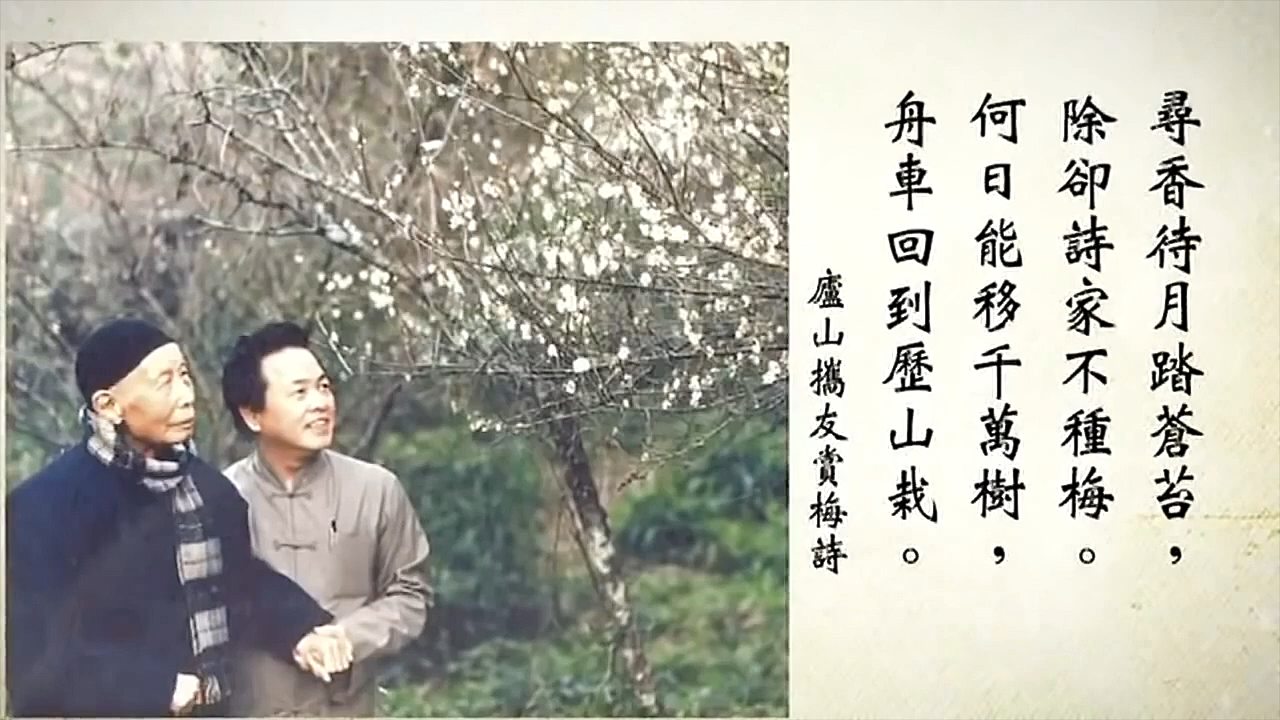 尋香待月踏蒼苔，
除卻詩家不種梅。
何日能移千萬樹，
舟車回到歷山栽。
廬山攜友賞梅詩